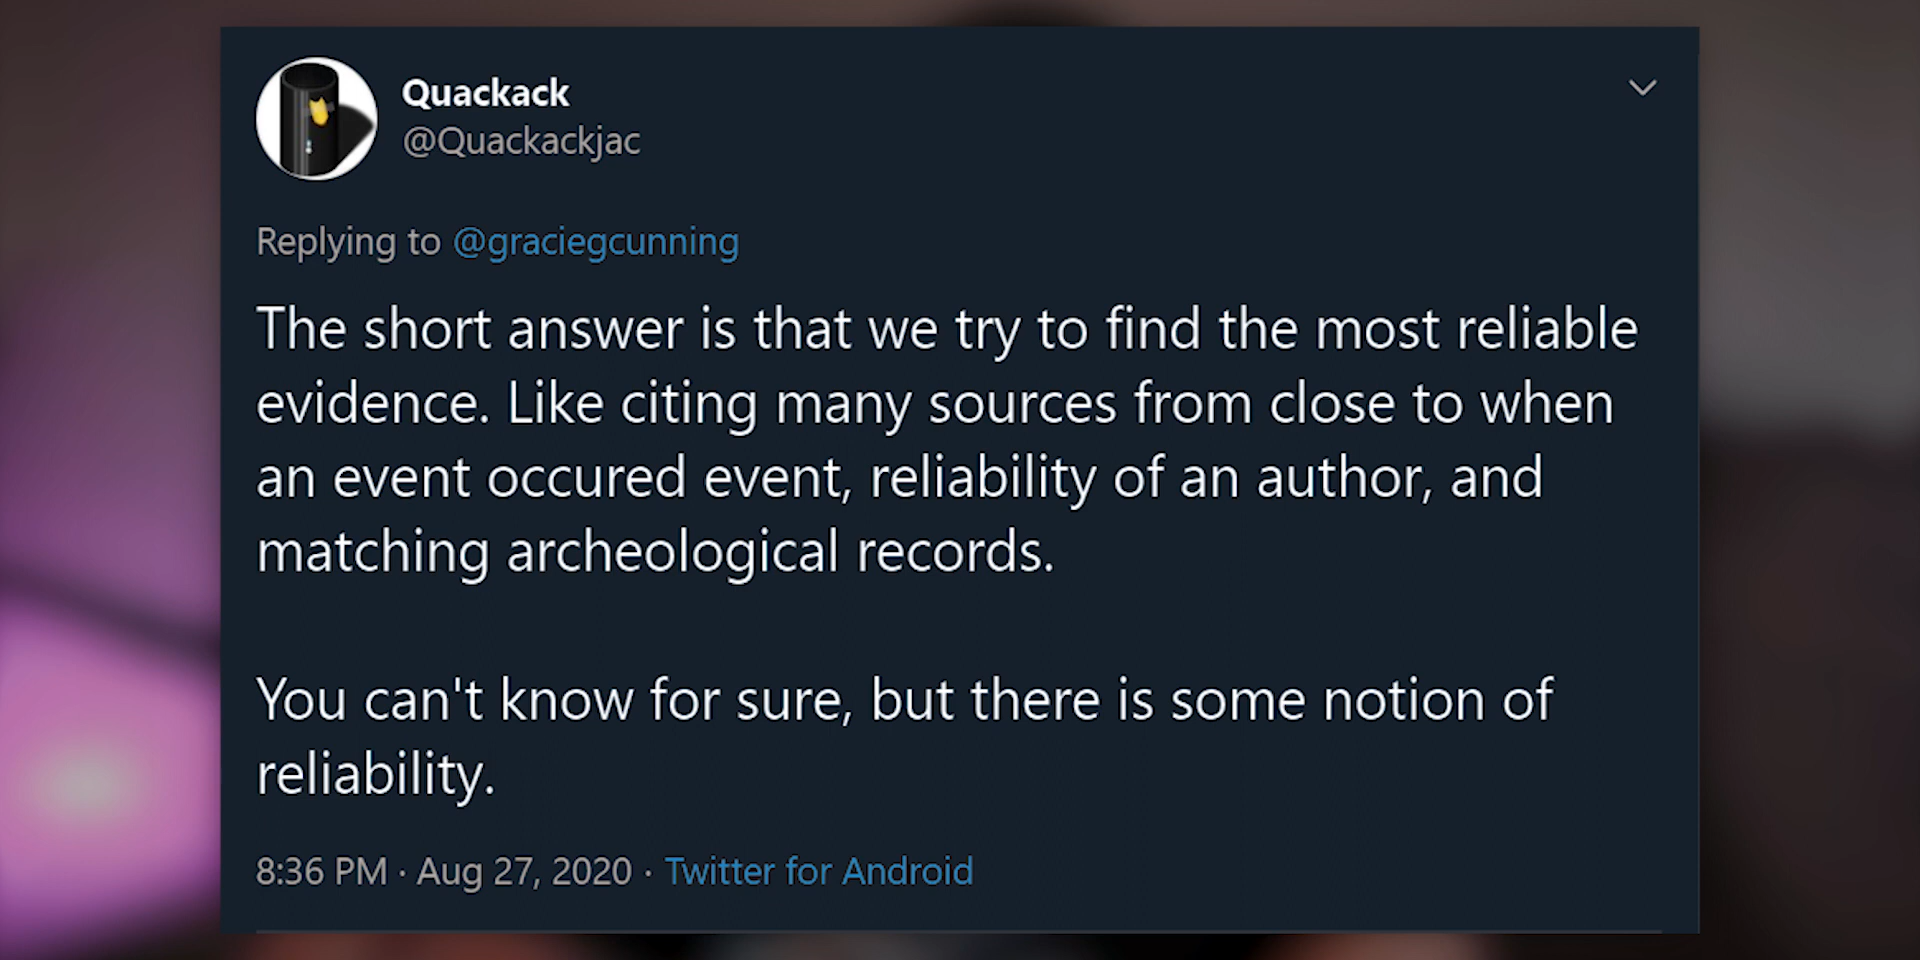 Quackack
@Quackackjac
Replying to @graciegcunning
The short answer is that we try to find the most reliable
evidence. Like citing many sources from close to when
an event occured event, reliability of an author, and
matching archeological records.
You can't know for sure, but there is some notion of
reliability.
8:36 PM · Aug 27, 2020 · Twitter for Android